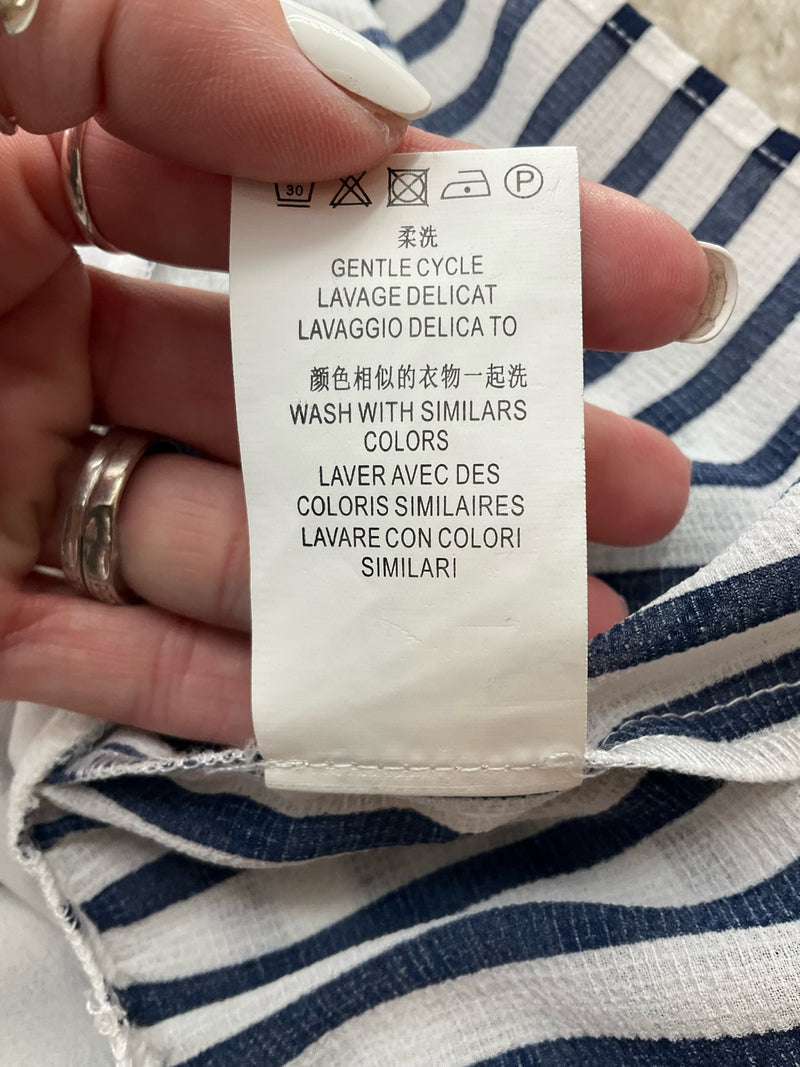 30 P
柔洗
GENTLE CYCLE
LAVAGE DELICAT
LAVAGGIO DELICA TO
颜色相似的衣物一起洗
WASH WITH SIMILARS
COLORS
LAVER AVEC DES
COLORIS SIMILAIRES
LAVARE CON COLORI
SIMILARI